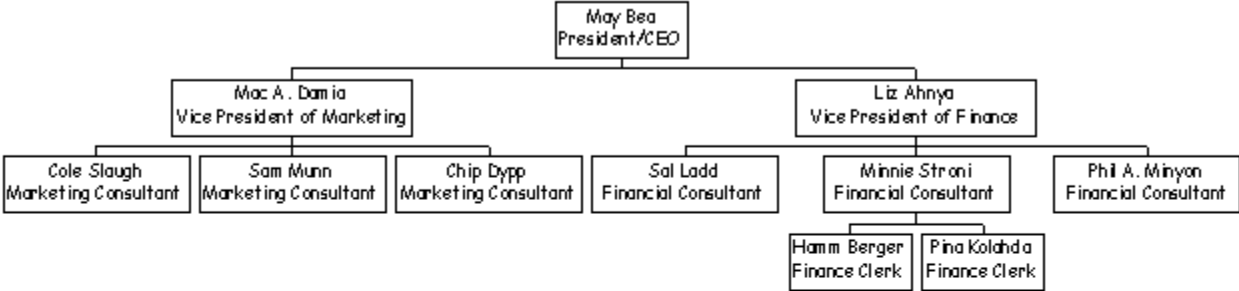 May Bea
President/CEO
Mac A. Damia
Vice President of Marketing
Liz Ahnya
Vice President of Finance
Cole Slaugh
Marketing Consultant
Sam Munn
Marketing Consultant
Chip Dypp
Marketing Consultant
Sal Ladd
Financial Consultant
Minnie Stroni
Financial Consultant
Phil A. Minyon
Financial Consultant
Hamm Berger
Finance Clerk
Pina Kolahda
Finance Clerk